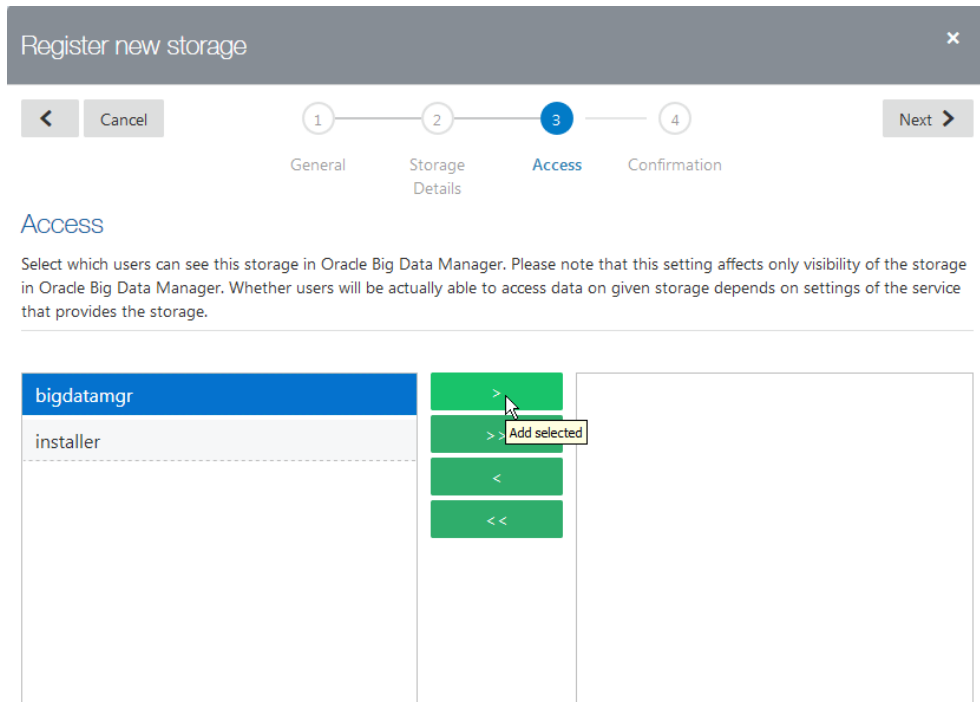 Register new storage ×
Cancel 1 2 3 4 Next
General Storage Details Access Confirmation
Access
Select which users can see this storage in Oracle Big Data Manager. Please note that this setting affects only visibility of the storage
in Oracle Big Data Manager. Whether users will be actually able to access data on given storage depends on settings of the service
that provides the storage.
bigdatamgr
installer
>
>>
Add selected
<
<<